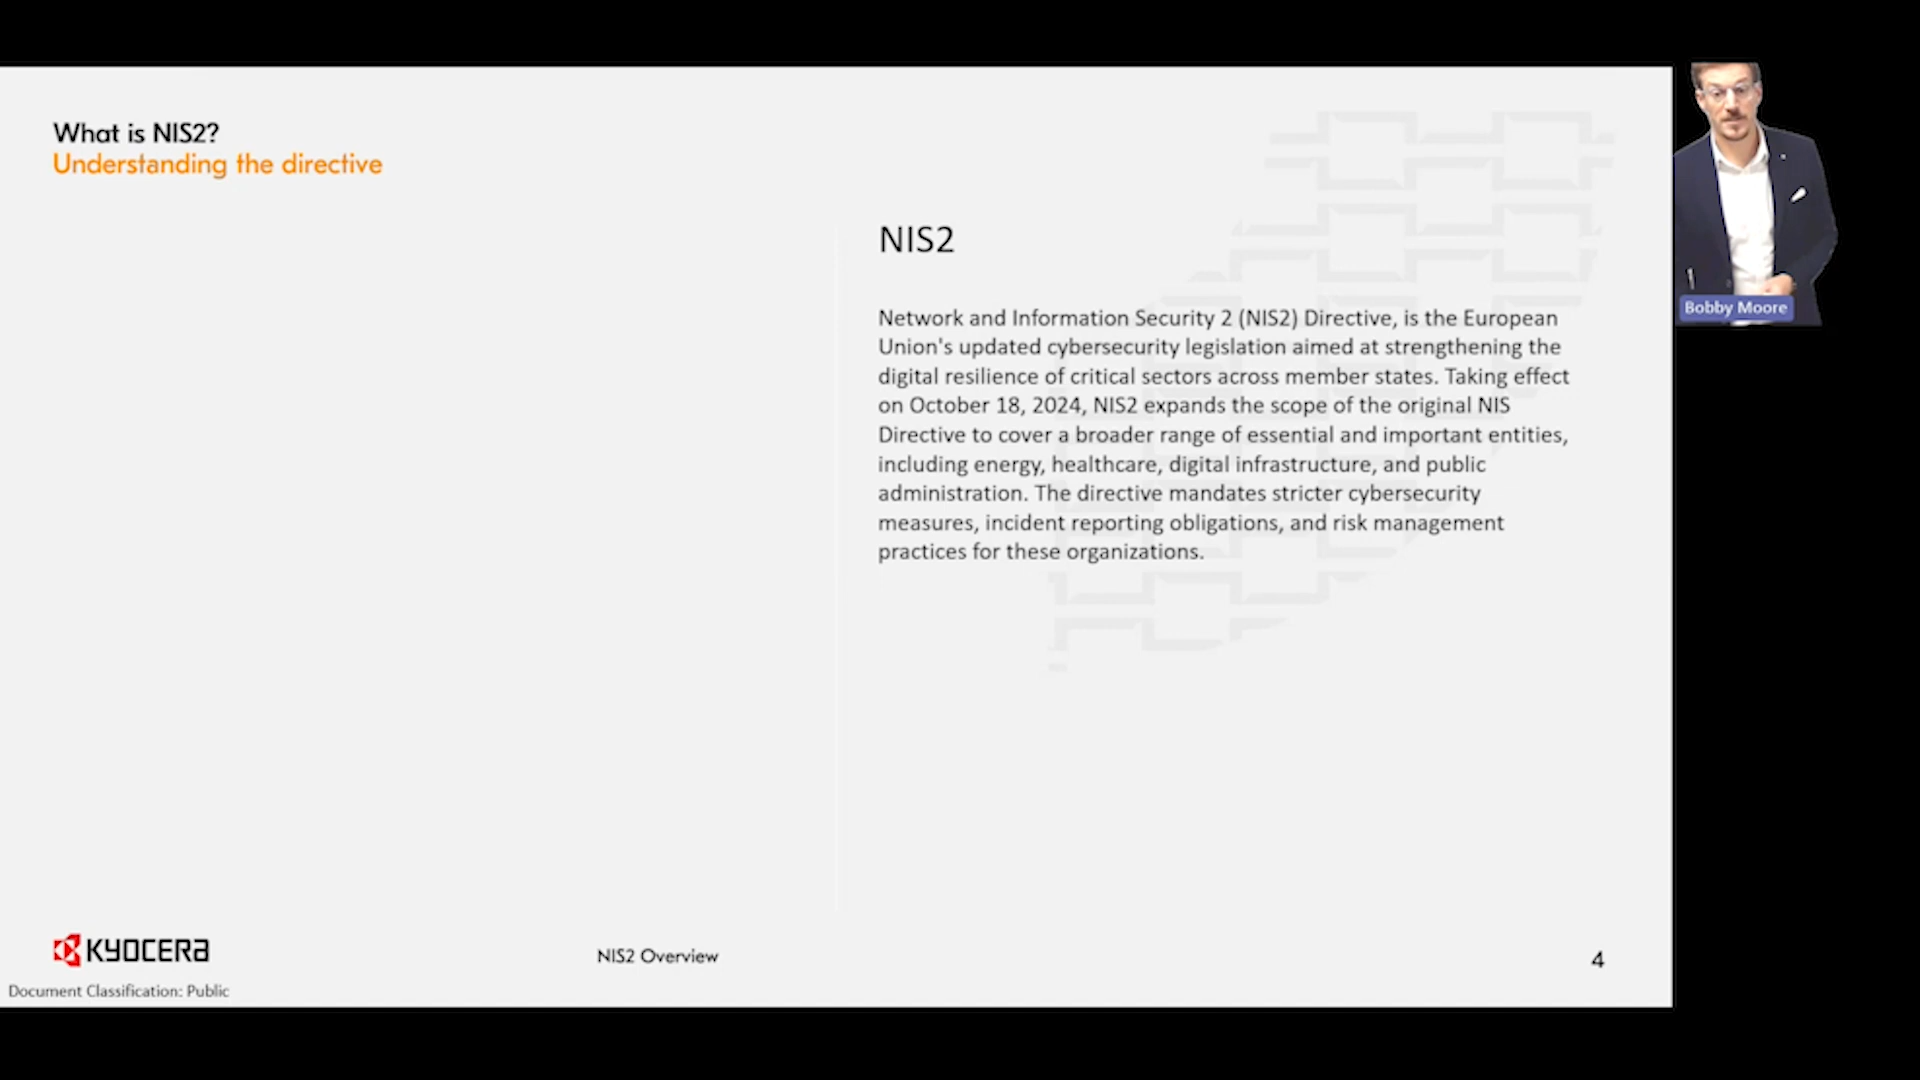 What is NIS2?
Understanding the directive
NIS2
Network and Information Security 2 (NIS2) Directive, is the European
Union's updated cybersecurity legislation aimed at strengthening the
digital resilience of critical sectors across member states. Taking effect
on October 18, 2024, NIS2 expands the scope of the original NIS
Directive to cover a broader range of essential and important entities,
including energy, healthcare, digital infrastructure, and public
administration. The directive mandates stricter cybersecurity
measures, incident reporting obligations, and risk management
practices for these organizations.
Bobby Moore
KYOCERA
NIS2 Overview
4
Document Classification: Public